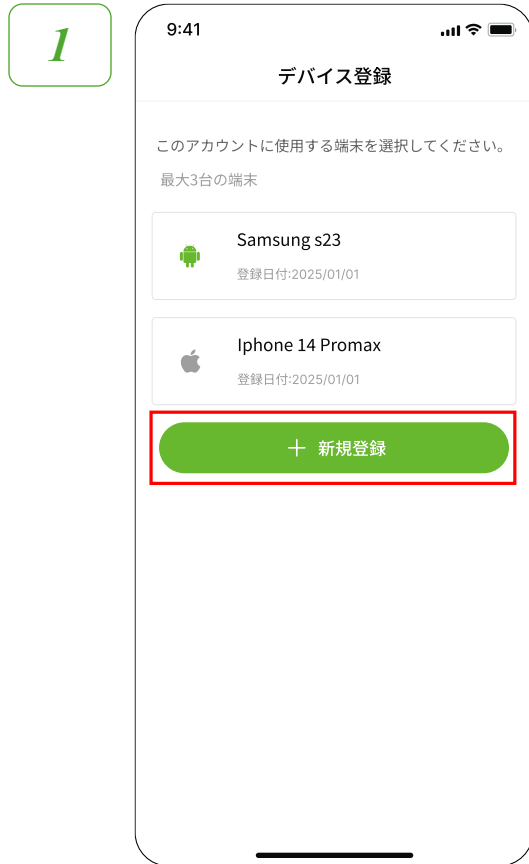 1
9:41
デバイス登録
このアカウントに使用する端末を選択してください。
最大3台の端末
Samsung s23
登録日付:2025/01/01
Iphone 14 Promax
登録日付:2025/01/01
＋ 新規登録